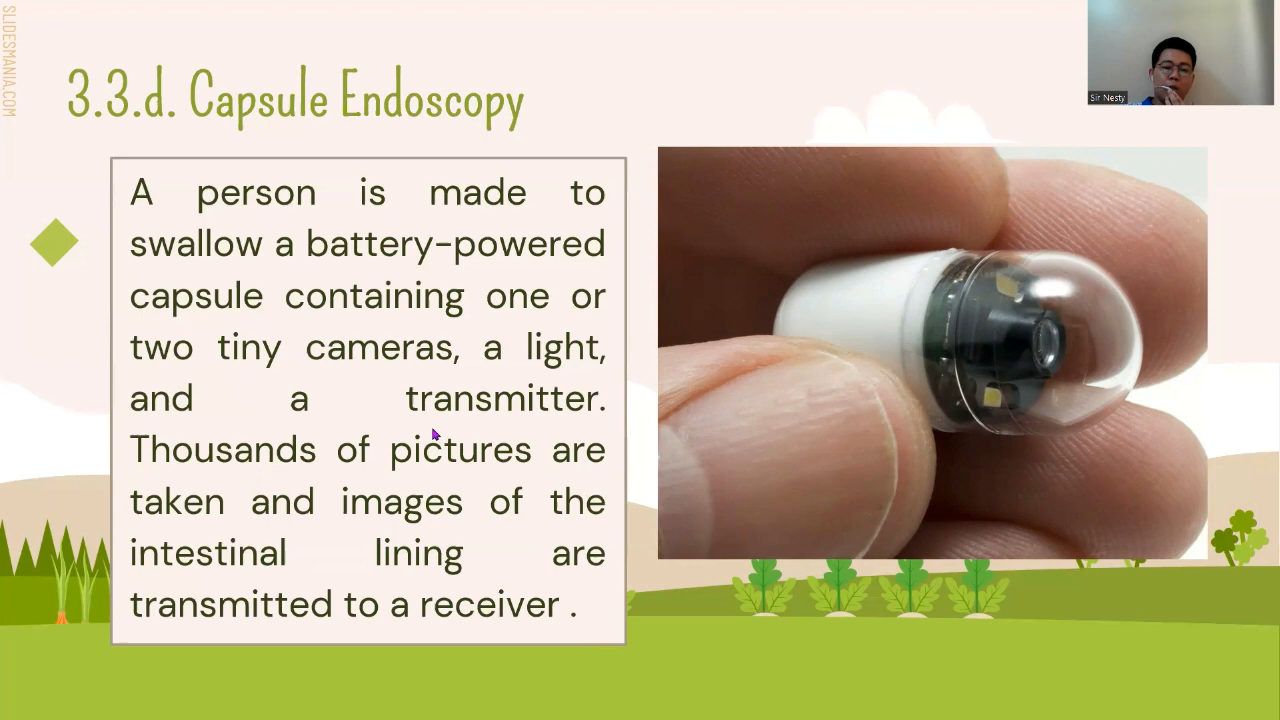 SLIDESMANIA.COM
3.3.d. Capsule Endoscopy
Sir Nesty
A person is made to
swallow a battery-powered
capsule containing one or
two tiny cameras, a light,
and a transmitter.
Thousands of pictures are
taken and images of the
intestinal lining are
transmitted to a receiver .